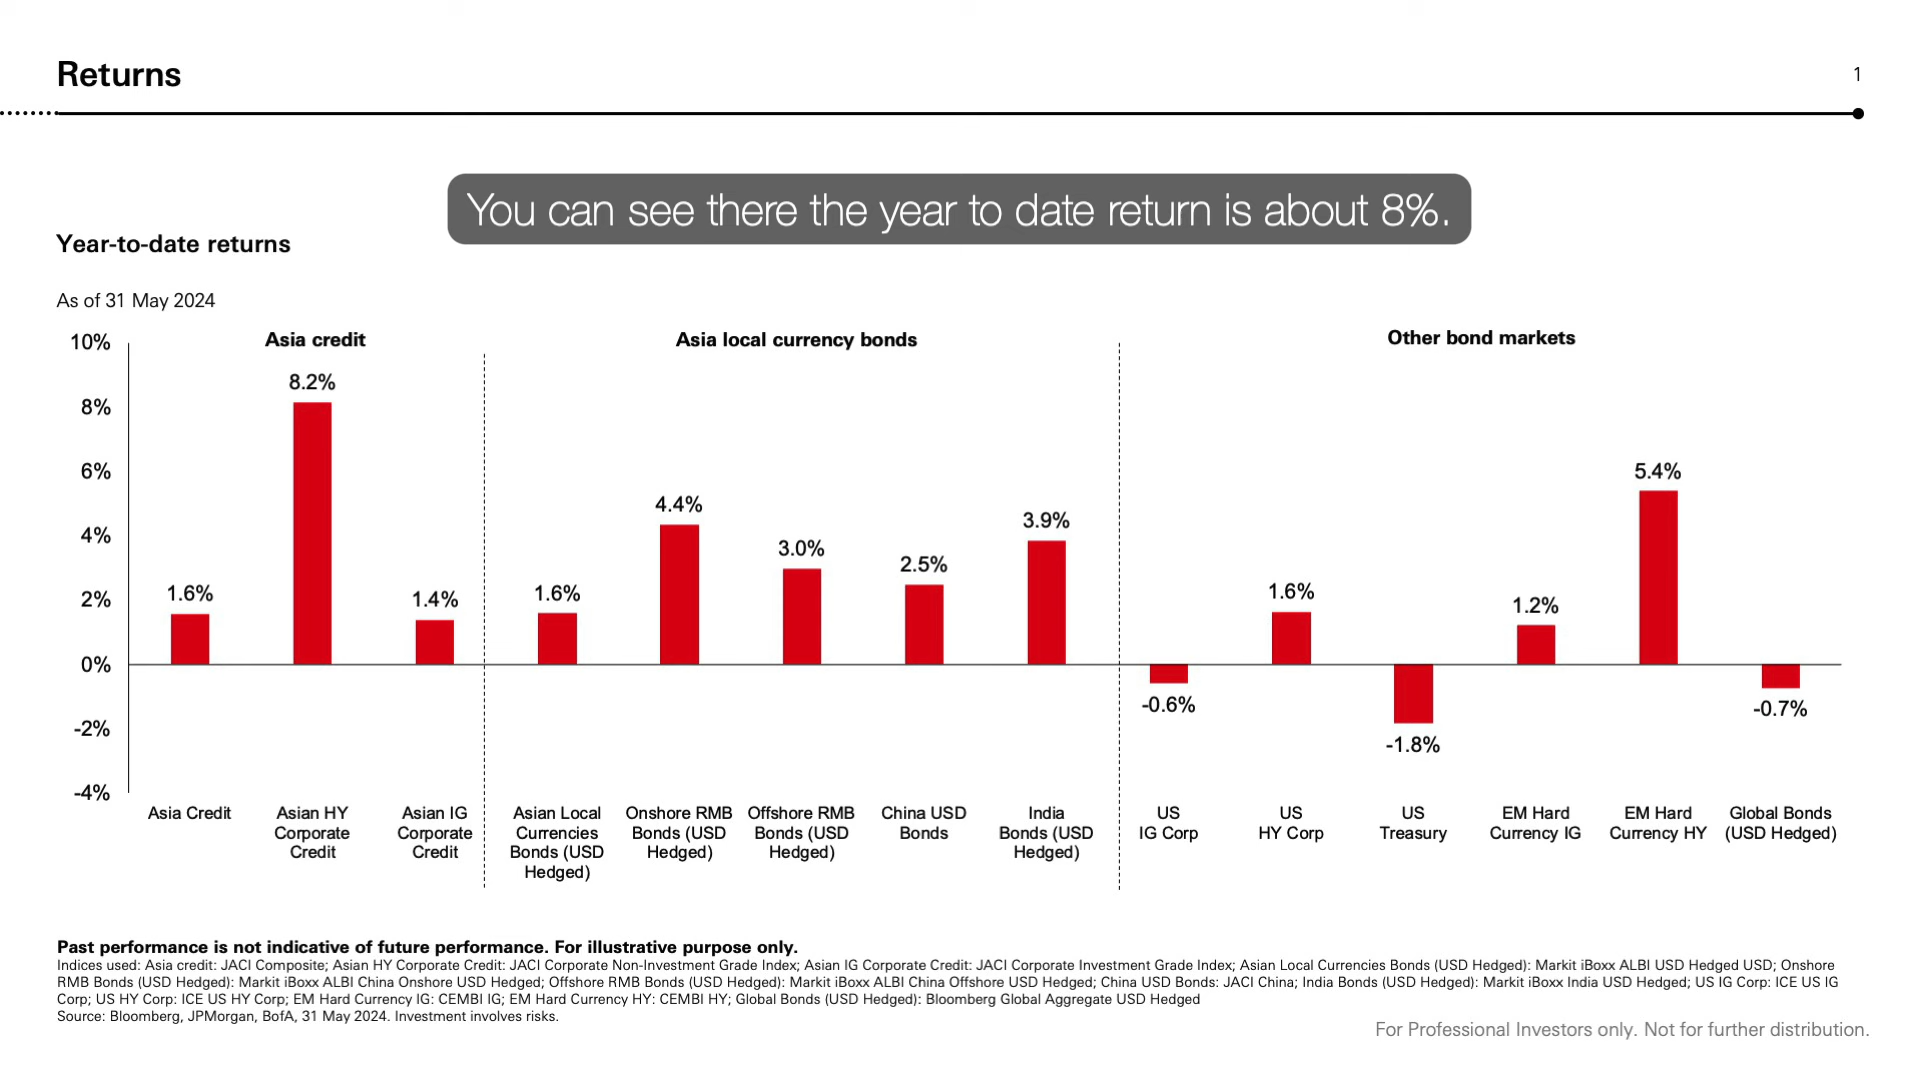 Returns
1
You can see there the year to date return is about 8%.
Year-to-date returns
As of 31 May 2024
Asia credit
Asia local currency bonds
Other bond markets
10%
8%
6%
4%
2%
0%
-2%
-4%
1.6%
8.2%
1.4%
1.6%
4.4%
3.0%
2.5%
3.9%
-0.6%
1.6%
-1.8%
1.2%
5.4%
-0.7%
Asia Credit
Asian HY
Corporate
Credit
Asian IG
Corporate
Credit
Asian Local
Currencies
Bonds (USD
Hedged)
Onshore RMB
Bonds (USD
Hedged)
Offshore RMB
Bonds (USD
Hedged)
China USD
Bonds
India
Bonds (USD
Hedged)
US
IG Corp
US
HY Corp
US
Treasury
EM Hard
Currency IG
EM Hard
Currency HY
Global Bonds
(USD Hedged)
Past performance is not indicative of future performance. For illustrative purpose only.
Indices used: Asia credit: JACI Composite; Asian HY Corporate Credit: JACI Corporate Non-Investment Grade Index; Asian IG Corporate Credit: JACI Corporate Investment Grade Index; Asian Local Currencies Bonds (USD Hedged): Markit iBoxx ALBI USD Hedged USD; Onshore
RMB Bonds (USD Hedged): Markit iBoxx ALBI China Onshore USD Hedged; Offshore RMB Bonds (USD Hedged): Markit iBoxx ALBI China Offshore USD Hedged; China USD Bonds: JACI China; India Bonds (USD Hedged): Markit iBoxx India USD Hedged; US IG Corp: ICE US IG
Corp; US HY Corp: ICE US HY Corp; EM Hard Currency IG: CEMBI IG; EM Hard Currency HY: CEMBI HY; Global Bonds (USD Hedged): Bloomberg Global Aggregate USD Hedged
Source: Bloomberg, JPMorgan, BofA, 31 May 2024. Investment involves risks.
For Professional Investors only. Not for further distribution.